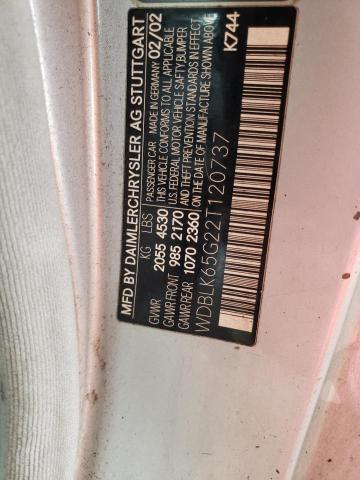 MFD BY DAIMLERCHRYSLER AG STUTTGART
KG LBS PASSENGER CAR MADE IN GERMANY 02/02
GVWR 2055 4530 THIS VEHICLE CONFORMS TO ALL APPLICABLE
GAWR FRONT 985 2170 U.S. FEDERAL MOTOR VEHICLE SAFTY BUMPER
GAWR REAR 1070 2360 AND THEFT PREVENTION STANDARDS IN EFFECT
ON THE DATE OF MANUFACTURE SHOWN ABOVE
WDBLK65G22T120737
K744